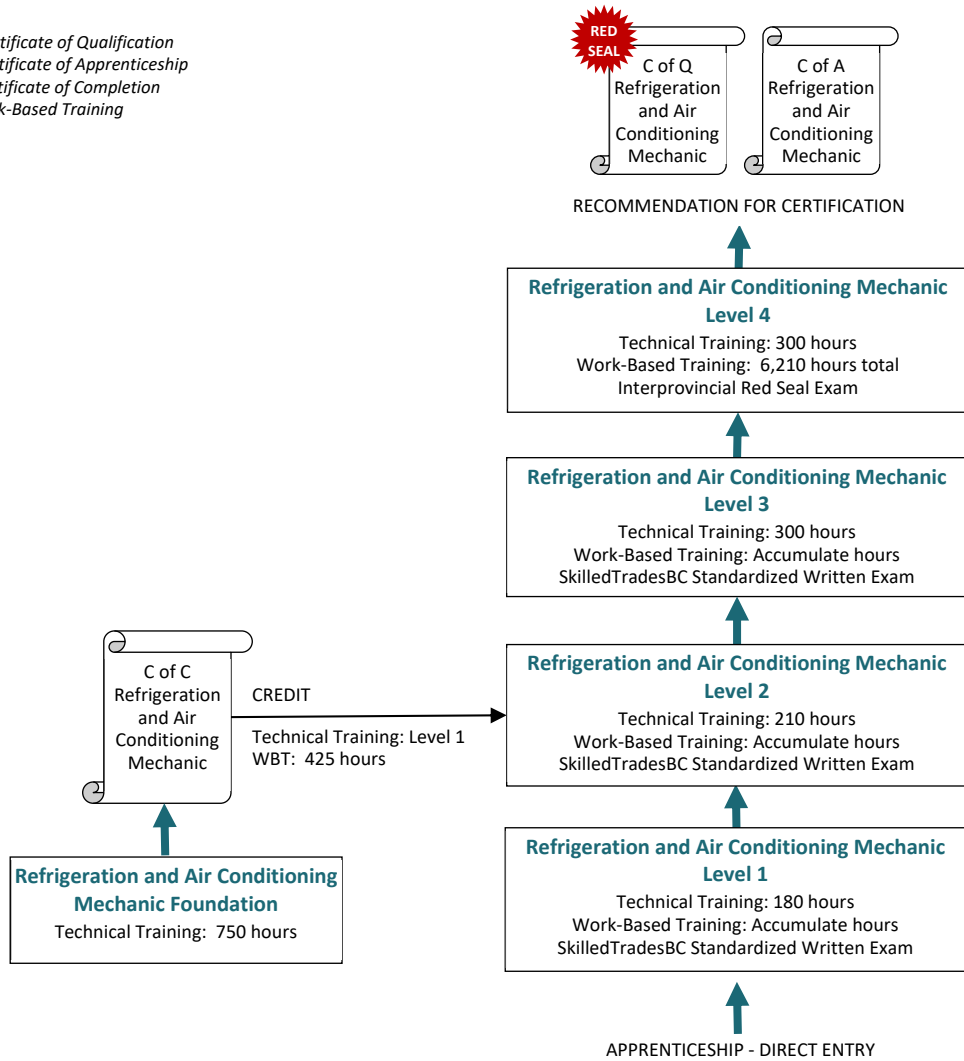 tificate of Qualification
tificate of Apprenticeship
tificate of Completion
k-Based Training
RED
SEAL
C of Q
Refrigeration
and Air
Conditioning
Mechanic
C of A
Refrigeration
and Air
Conditioning
Mechanic
RECOMMENDATION FOR CERTIFICATION
Refrigeration and Air Conditioning Mechanic
Level 4
Technical Training: 300 hours
Work-Based Training: 6,210 hours total
Interprovincial Red Seal Exam
Refrigeration and Air Conditioning Mechanic
Level 3
Technical Training: 300 hours
Work-Based Training: Accumulate hours
SkilledTradesBC Standardized Written Exam
C of C
Refrigeration
and Air
Conditioning
Mechanic
CREDIT
Technical Training: Level 1
WBT: 425 hours
Refrigeration and Air Conditioning Mechanic
Level 2
Technical Training: 210 hours
Work-Based Training: Accumulate hours
SkilledTradesBC Standardized Written Exam
Refrigeration and Air Conditioning
Mechanic Foundation
Technical Training: 750 hours
Refrigeration and Air Conditioning Mechanic
Level 1
Technical Training: 180 hours
Work-Based Training: Accumulate hours
SkilledTradesBC Standardized Written Exam
APPRENTICESHIP - DIRECT ENTRY